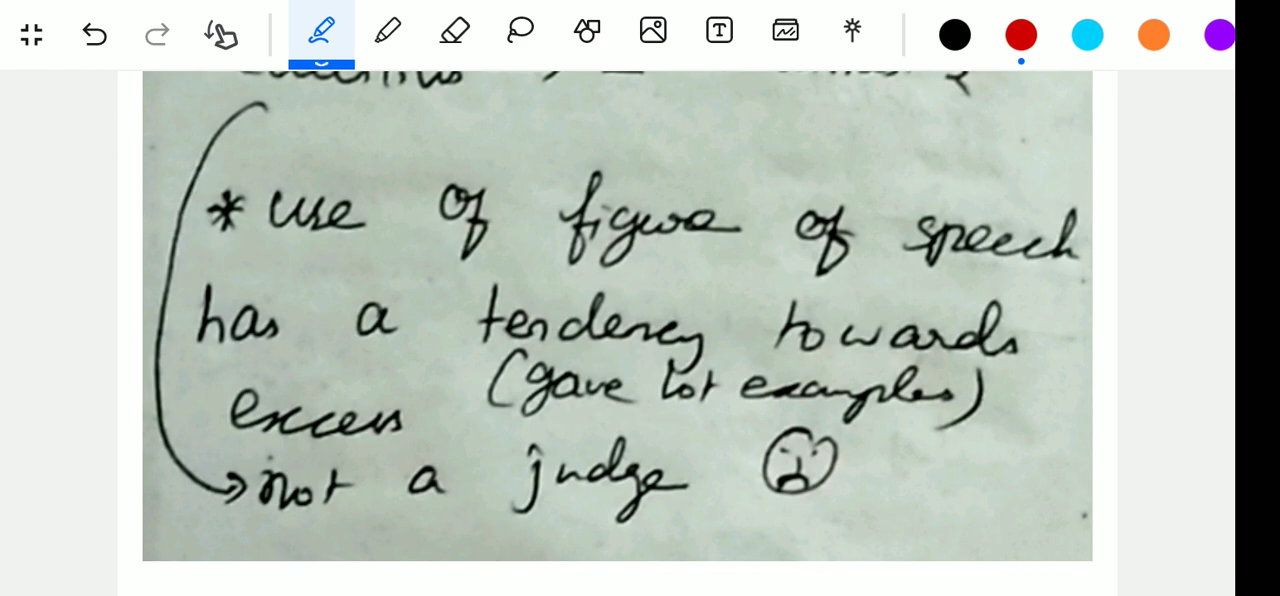 * use of figure of speech
has a tendency towards
excess (gave lot examples)
→ not a judge